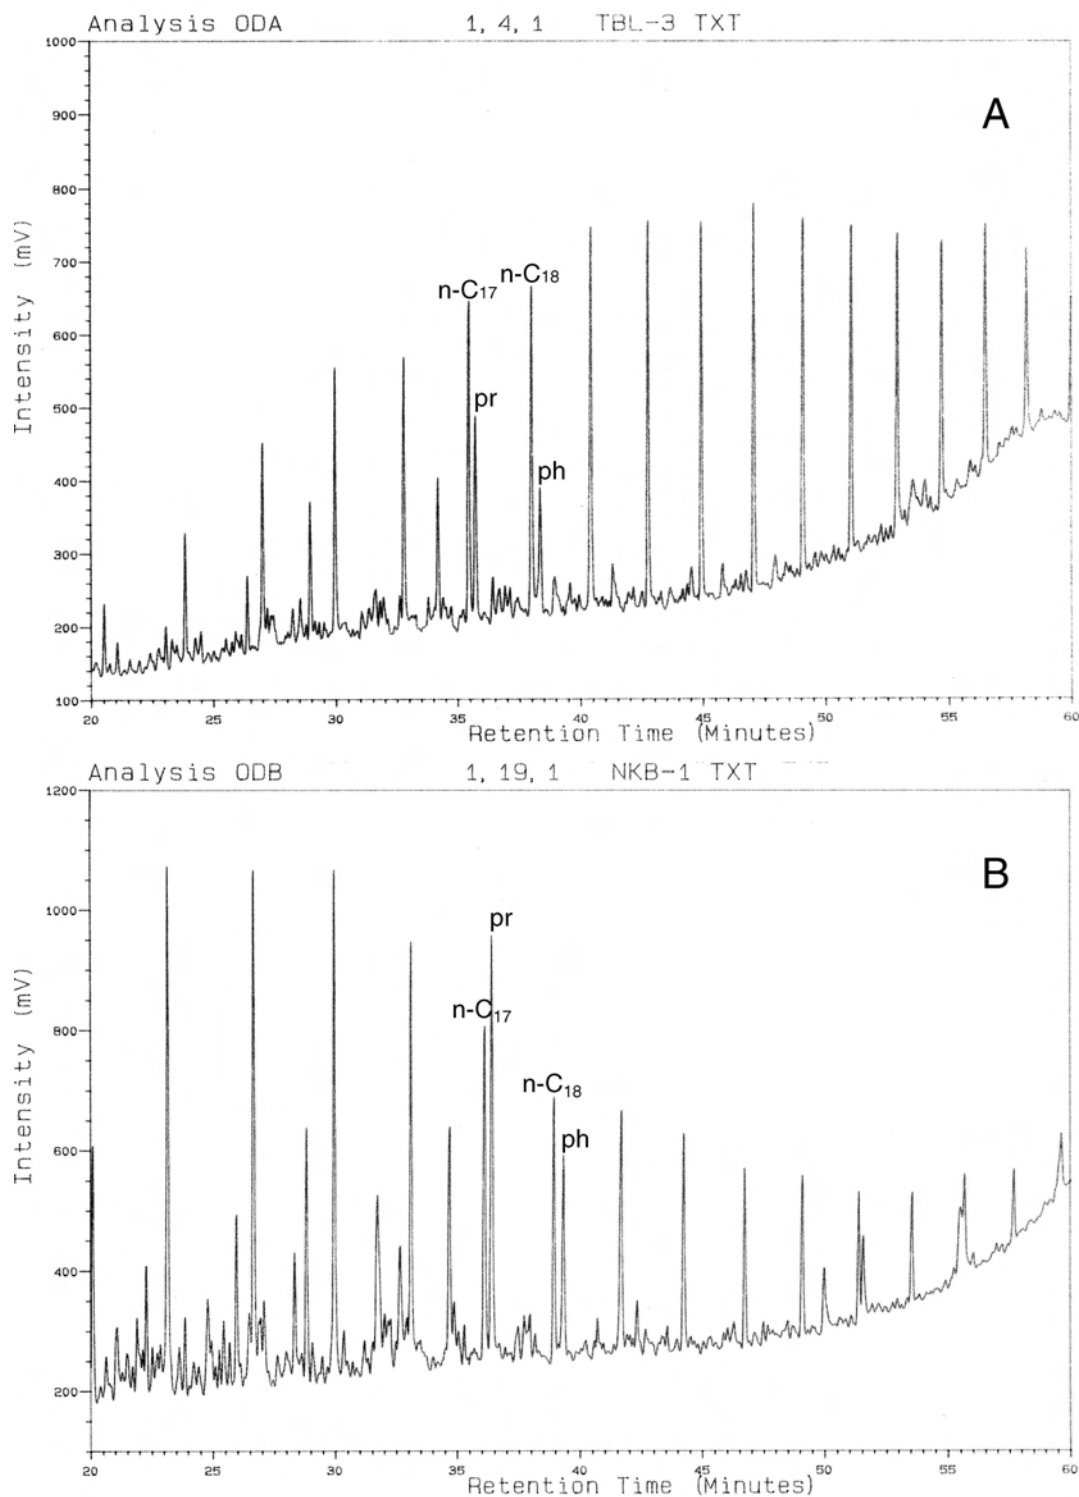 Analysis ODA 1, 4, 1 TBL-3 TXT
A
1000
900
800
700
600
500
400
300
200
100
Intensity (mV)
n-C17
n-C18
pr
ph
20 25 30 35 40 45 50 55 60
Retention Time (Minutes)
Analysis ODB 1, 19, 1 NKB-1 TXT
B
1200
1000
800
600
400
200
Intensity (mV)
pr
n-C17
n-C18
ph
20 25 30 35 40 45 50 55 60
Retention Time (Minutes)